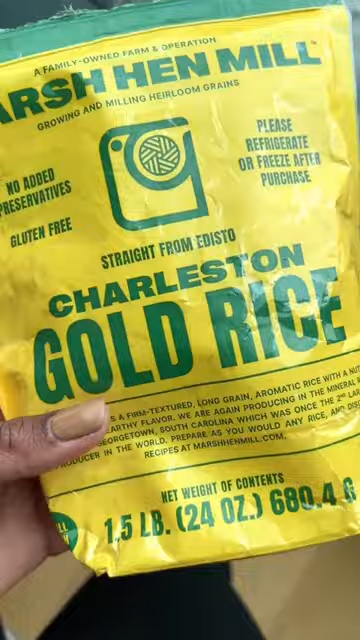 A FAMILY-OWNED FARM & OPERATION
ARSH HEN MILL™
GROWING AND MILLING HEIRLOOM GRAINS
PLEASE
REFRIGERATE
OR FREEZE AFTER
PURCHASE
NO ADDED
PRESERVATIVES
GLUTEN FREE
STRAIGHT FROM EDISTO
CHARLESTON
GOLD RICE
S A FIRM-TEXTURED, LONG GRAIN, AROMATIC RICE WITH A NUT
ARTHY FLAVOR. WE ARE AGAIN PRODUCING IN THE MINERAL
GEORGETOWN, SOUTH CAROLINA WHICH WAS ONCE THE 2ND LAR
PRODUCER IN THE WORLD. PREPARE AS YOU WOULD ANY RICE, AND DISC
RECIPES AT MARSHHENMILL.COM.
NET WEIGHT OF CONTENTS
1.5 LB. (24 OZ.) 680.4 G